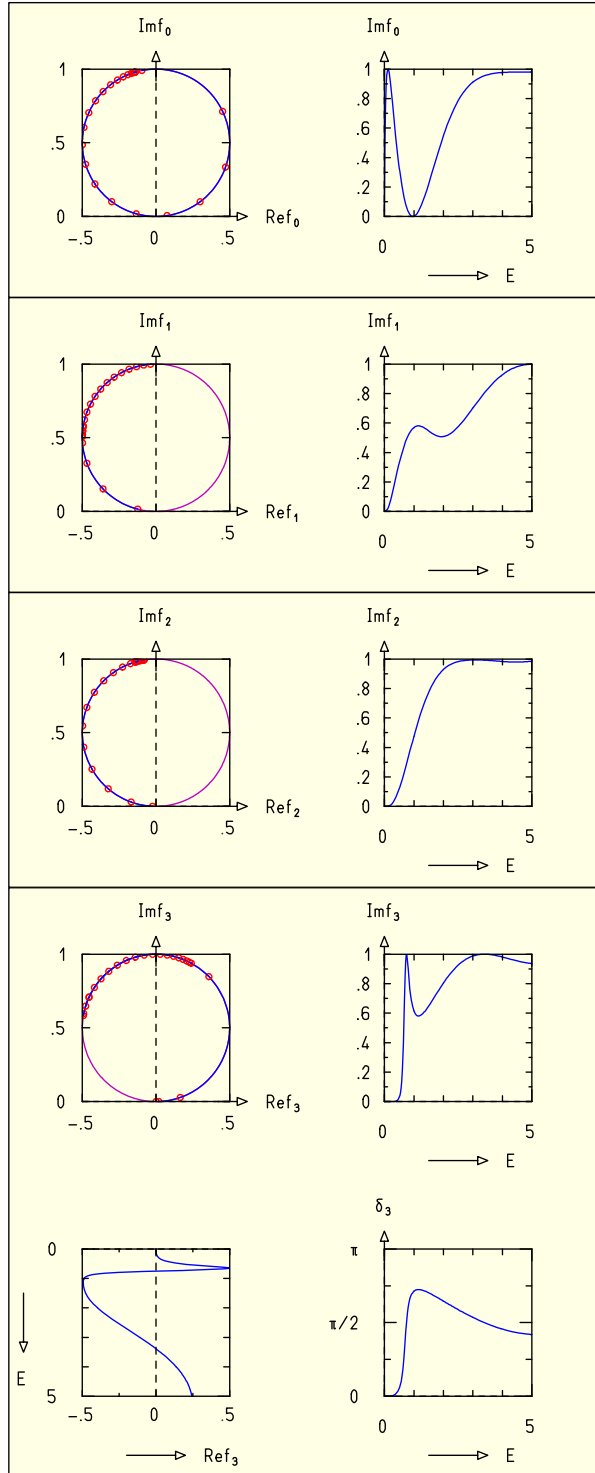 Imf₀ Imf₀
1 1
.8
.6
.5
.4
.2
0 0
-.5 0 .5 Ref₀ 0 5
E
Imf₁ Imf₁
1 1
.8
.6
.5
.4
.2
0 0
-.5 0 .5 Ref₁ 0 5
E
Imf₂ Imf₂
1 1
.8
.6
.5
.4
.2
0 0
-.5 0 .5 Ref₂ 0 5
E
Imf₃ Imf₃
1 1
.8
.6
.5
.4
.2
0 0
-.5 0 .5 Ref₃ 0 5
E
δ₃
0 π
π/2
E
5 0
-.5 0 .5 0 5
Ref₃ E